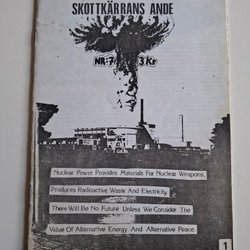 SKOTTKÄRRANS ANDE
NR:7 3 Kr
Nuclear Power Provides Materials For Nuclear Weapons,
Produces Radioactive Waste And Electricity.
There Will Be No Future Unless We Consider The
Value Of Alternative Energy And Alternative Peace.
1